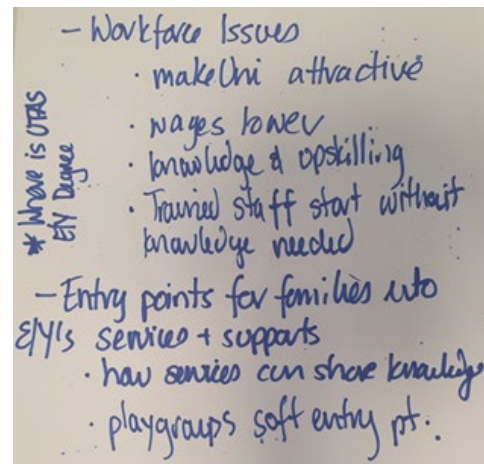 - Workforce Issues
· make Uni attractive
· wages lower
· knowledge & upskilling
· Trained staff start without
knowledge needed
* Where is UTAS
E/Y Degree
- Entry points for families into
E/Y's services + supports
· how services can share knowledge
· playgroups soft entry pt.